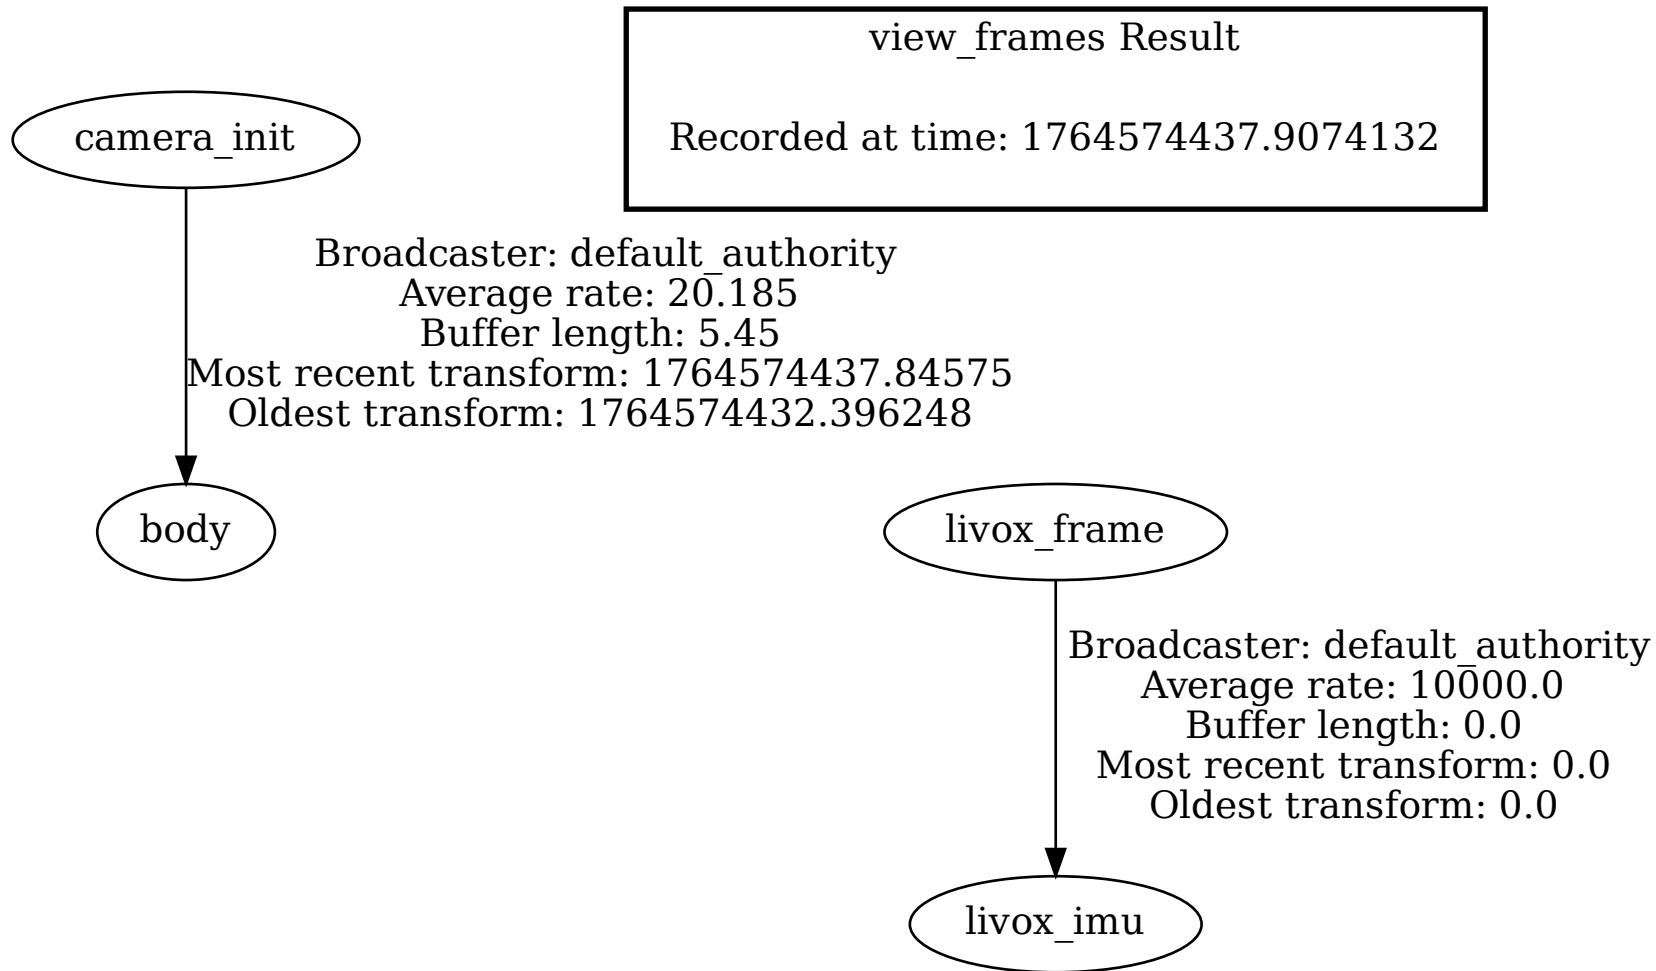 view_frames Result
Recorded at time: 1764574437.9074132
camera_init
Broadcaster: default_authority
Average rate: 20.185
Buffer length: 5.45
Most recent transform: 1764574437.84575
Oldest transform: 1764574432.396248
body
livox_frame
Broadcaster: default_authority
Average rate: 10000.0
Buffer length: 0.0
Most recent transform: 0.0
Oldest transform: 0.0
livox_imu